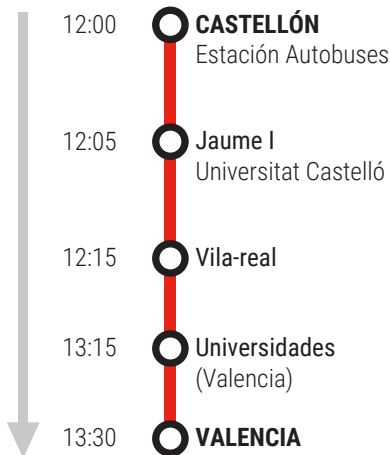 12:00 CASTELLÓN
Estación Autobuses
12:05 Jaume I
Universitat Castelló
12:15 Vila-real
13:15 Universidades
(Valencia)
13:30 VALENCIA